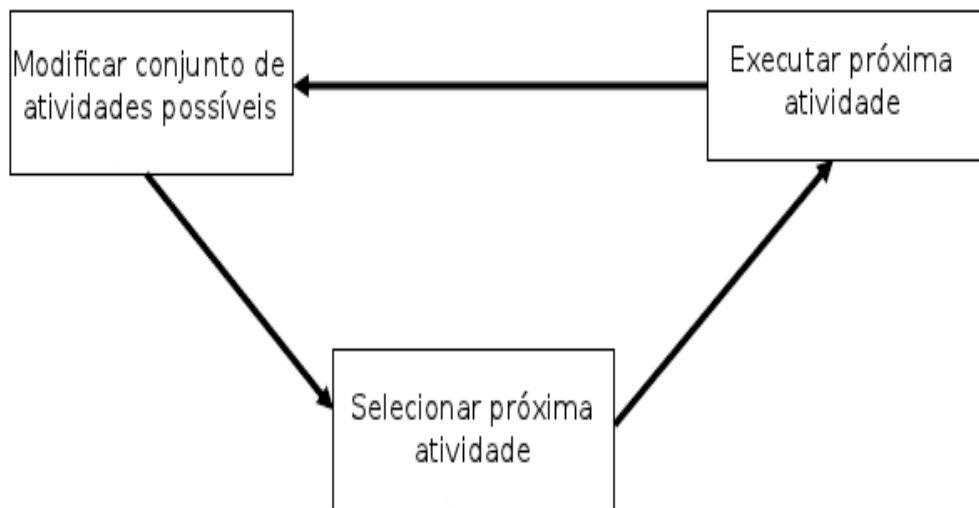 Modificar conjunto de
atividades possíveis
Executar próxima
atividade
Selecionar próxima
atividade